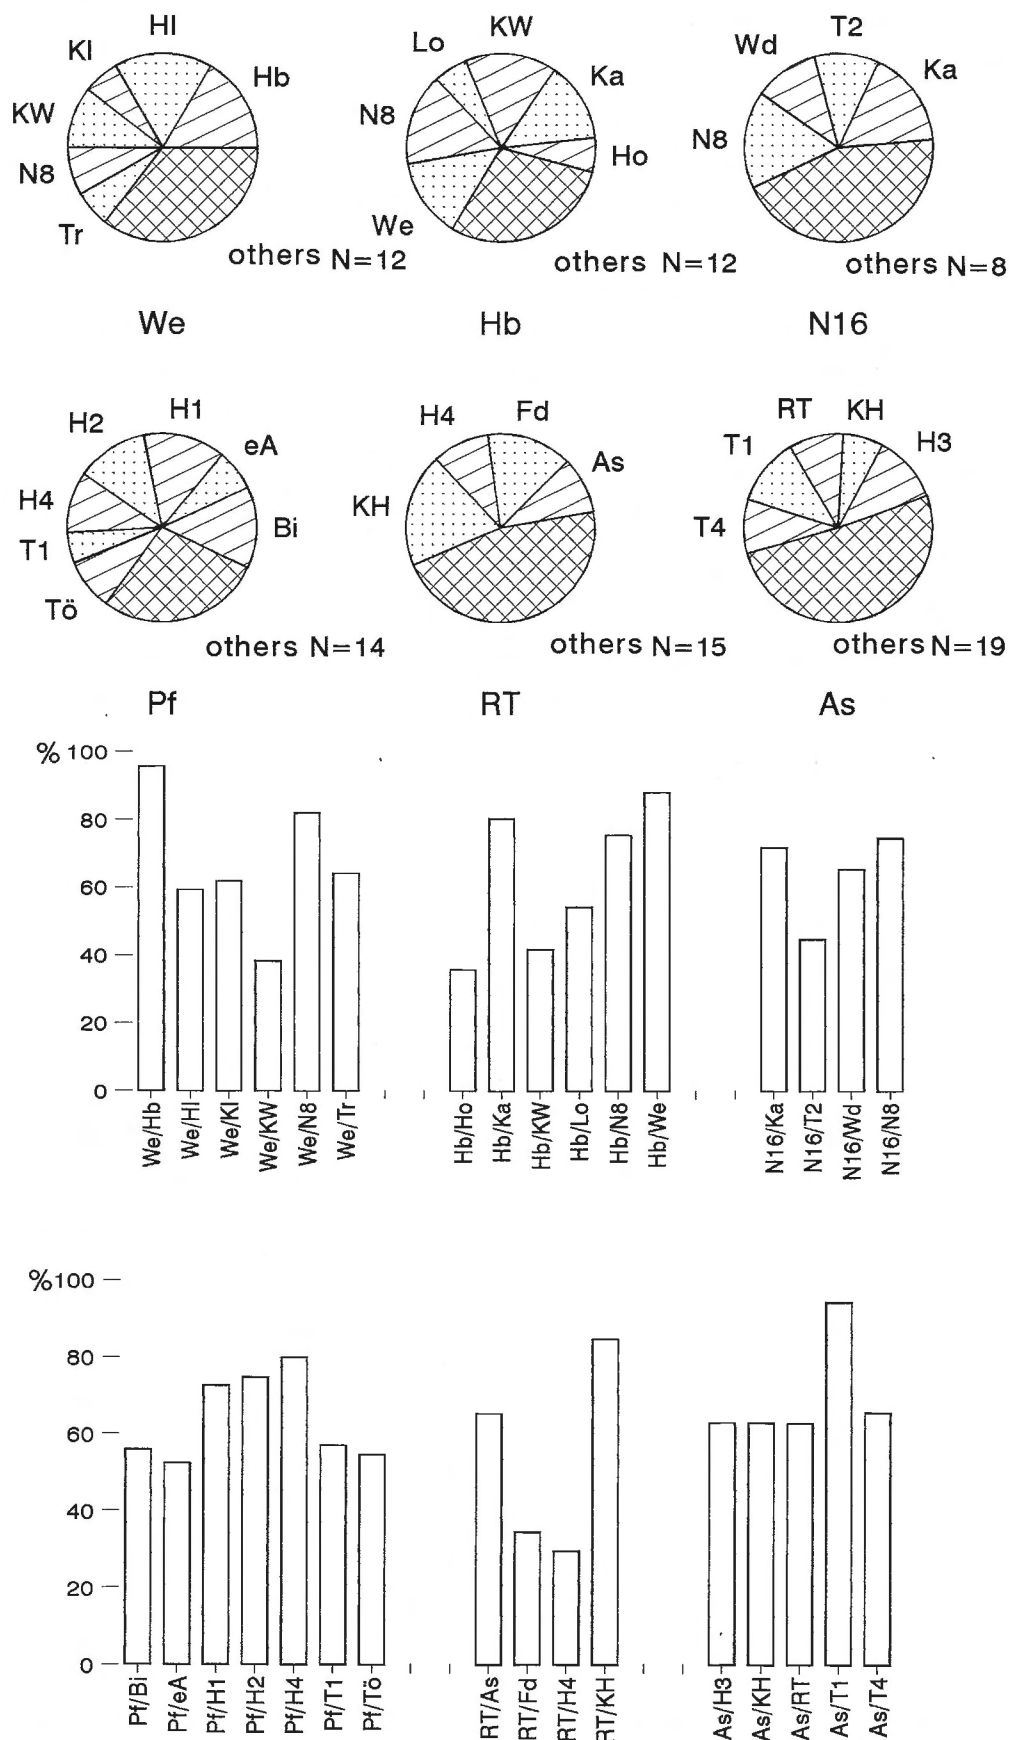 HI
KI
Hb
KW
N8
Tr
others N=12
KW
Lo
Ka
N8
Ho
We
others N=12
T2
Wd
Ka
N8
others N=8
We
Hb
N16
H1
H2
eA
H4
Bi
T1
Tö
others N=14
Fd
H4
As
KH
others N=15
RT
KH
T1
H3
T4
others N=19
Pf
RT
As
% 100
80
60
40
20
0
We/Hb
We/HI
We/KI
We/KW
We/N8
We/Tr
Hb/Ho
Hb/Ka
Hb/KW
Hb/Lo
Hb/N8
Hb/We
N16/Ka
N16/T2
N16/Wd
N16/N8
%100
80
60
40
20
0
Pf/Bi
Pf/eA
Pf/H1
Pf/H2
Pf/H4
Pf/T1
Pf/Tö
RT/As
RT/Fd
RT/H4
RT/KH
As/H3
As/KH
As/RT
As/T1
As/T4